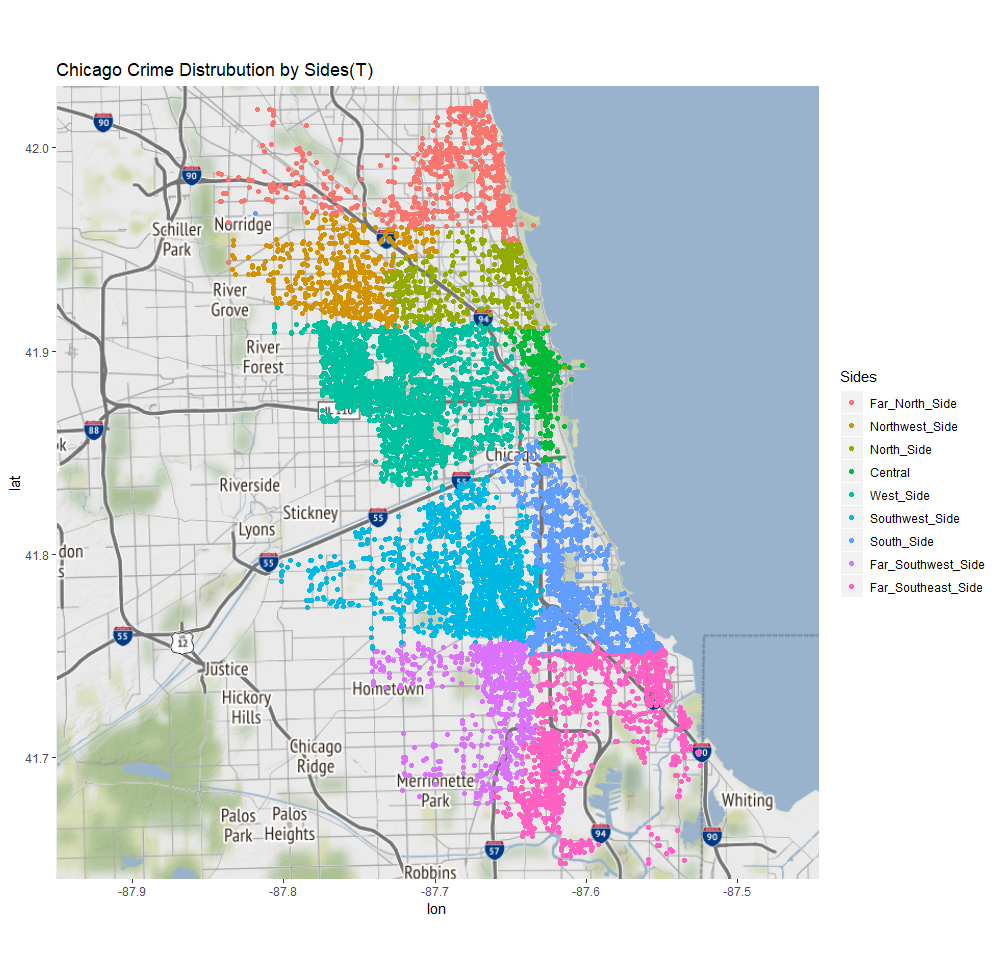 Chicago Crime Distrubution by Sides(T)
90
90
Schiller
Park
Norridge
River
Grove
94
River
Forest
88
Chicago
Riverside
Stickney
Lyons
55
55
don
s
55
12
Justice
Hometown
Hickory
Hills
Chicago
Ridge
Merrionette
Park
Whiting
Palos
Park
Palos
Heights
94
90
57
Robbins
42.0
41.9
41.8
41.7
lat
-87.9
-87.8
-87.7
-87.6
-87.5
lon
Sides
Far_North_Side
Northwest_Side
North_Side
Central
West_Side
Southwest_Side
South_Side
Far_Southwest_Side
Far_Southeast_Side